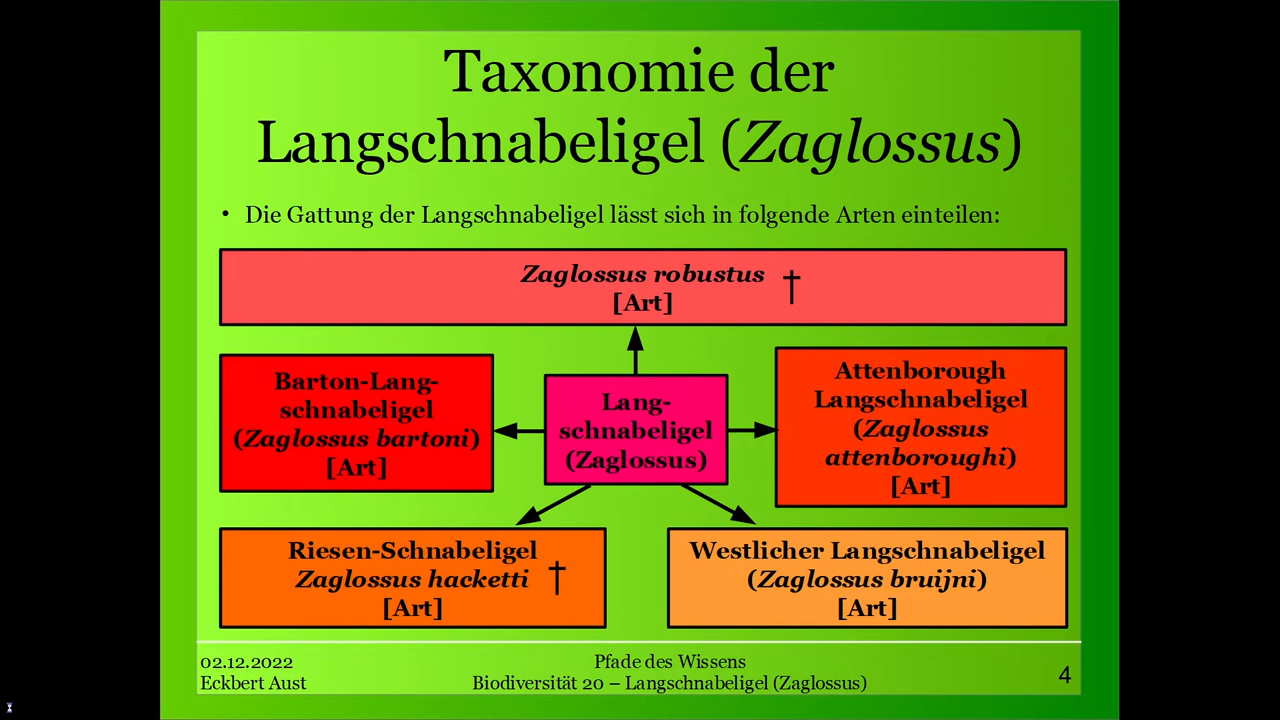 Taxonomie der
Langschnabeligel (Zaglossus)
• Die Gattung der Langschnabeligel lässt sich in folgende Arten einteilen:
Zaglossus robustus †
[Art]
Barton-Lang-
schnabeligel
(Zaglossus bartoni)
[Art]
Lang-
schnabeligel
(Zaglossus)
Attenborough
Langschnabeligel
(Zaglossus
attenboroughi)
[Art]
Riesen-Schnabeligel
Zaglossus hacketti †
[Art]
Westlicher Langschnabeligel
(Zaglossus bruijni)
[Art]
02.12.2022
Eckbert Aust
Pfade des Wissens
Biodiversität 20 – Langschnabeligel (Zaglossus)
4